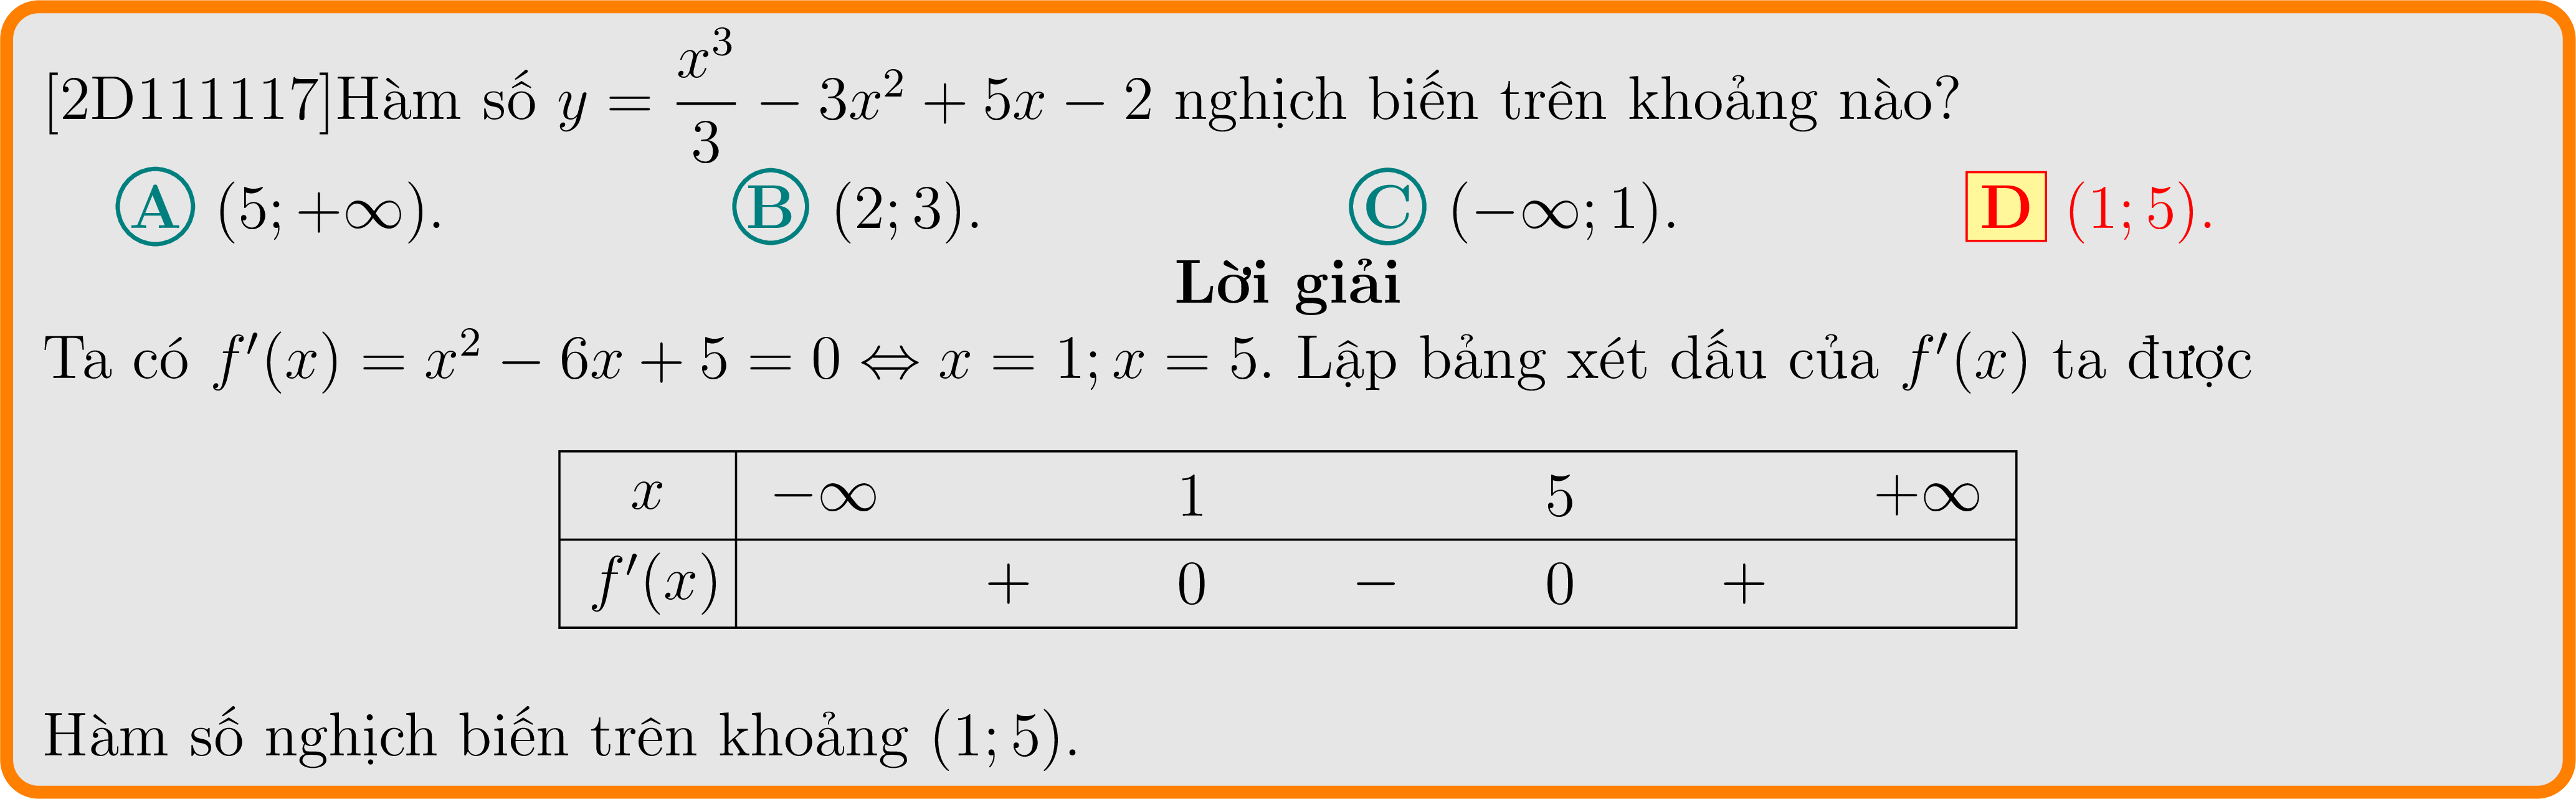 [2D111117]Hàm số $y = \dfrac{x^3}{3} - 3x^2 + 5x - 2$ nghịch biến trên khoảng nào?
A $(5; +\infty)$. B $(2; 3)$. C $(-\infty; 1)$. D $(1; 5)$.
Lời giải
Ta có $f'(x) = x^2 - 6x + 5 = 0 \Leftrightarrow x = 1; x = 5$. Lập bảng xét dấu của $f'(x)$ ta được
$x$ $-\infty$ 1 5 $+\infty$
$f'(x)$ + 0 − 0 +
Hàm số nghịch biến trên khoảng $(1; 5)$.